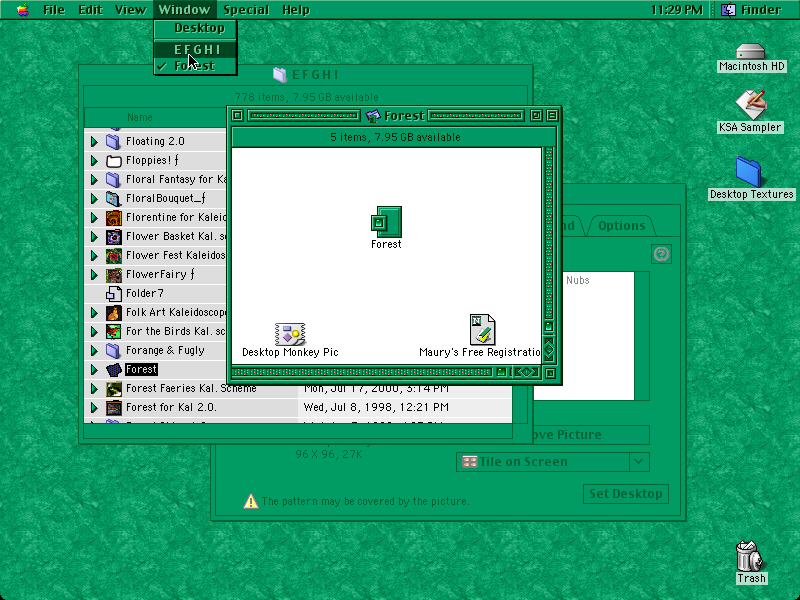 File Edit View Window Special Help 11:29 PM Finder
Desktop
E F G H I
Forest
Macintosh HD
KSA Sampler
Desktop Textures
Trash
E F G H I
778 items, 7.95 GB available
Name
Floating 2.0
Floppies! ƒ
Floral Fantasy for Ka
FloralBouquet_ƒ
Florentine for Kaleid
Flower Basket Kal. s
Flower Fest Kaleidos
FlowerFairy ƒ
Folder7
Folk Art Kaleidoscope
For the Birds Kal. sc
Forange & Fugly
Forest
Forest Faeries Kal. Scheme Mon, Jul 17, 2000, 3:14 PM
Forest for Kal 2.0. Wed, Jul 8, 1998, 12:21 PM
Forest
5 items, 7.95 GB available
Forest
Desktop Monkey Pic
Maury's Free Registratio
nd Options
Nubs
ove Picture
96 X 96, 27K
Tile on Screen
The pattern may be covered by the picture.
Set Desktop